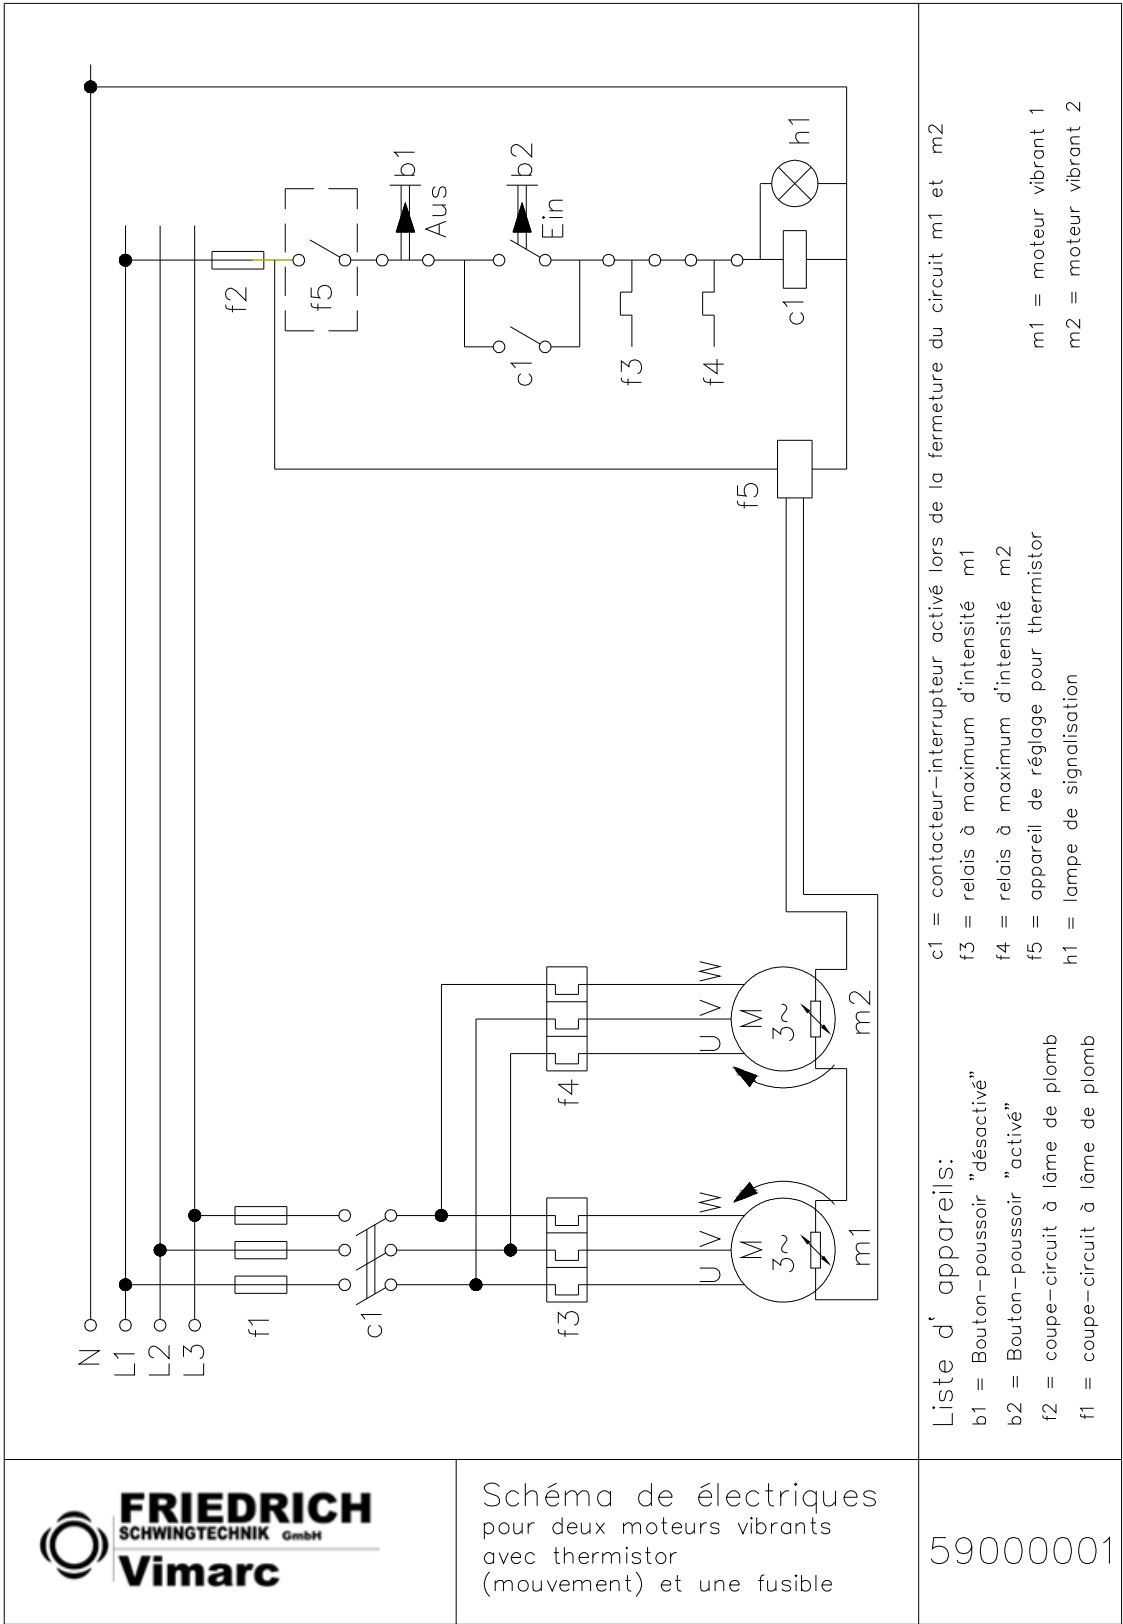 N
L1
L2
L3
f1
c1
f3
U V W
M
3~
m1
f4
U V W
M
3~
m2
f5
f2
f5
b1
Aus
b2
Ein
c1
f3
f4
c1
h1
Liste d' appareils:
b1 = Bouton-poussoir "désactivé"
b2 = Bouton-poussoir "activé"
f2 = coupe-circuit à lâme de plomb
f1 = coupe-circuit à lâme de plomb
c1 = contacteur-interrupteur activé lors de la fermeture du circuit m1 et m2
f3 = relais à maximum d'intensité m1
f4 = relais à maximum d'intensité m2
f5 = appareil de réglage pour thermistor
h1 = lampe de signalisation
m1 = moteur vibrant 1
m2 = moteur vibrant 2
FRIEDRICH
SCHWINGTECHNIK GmbH
Vimarc
Schéma de électriques
pour deux moteurs vibrants
avec thermistor
(mouvement) et une fusible
59000001